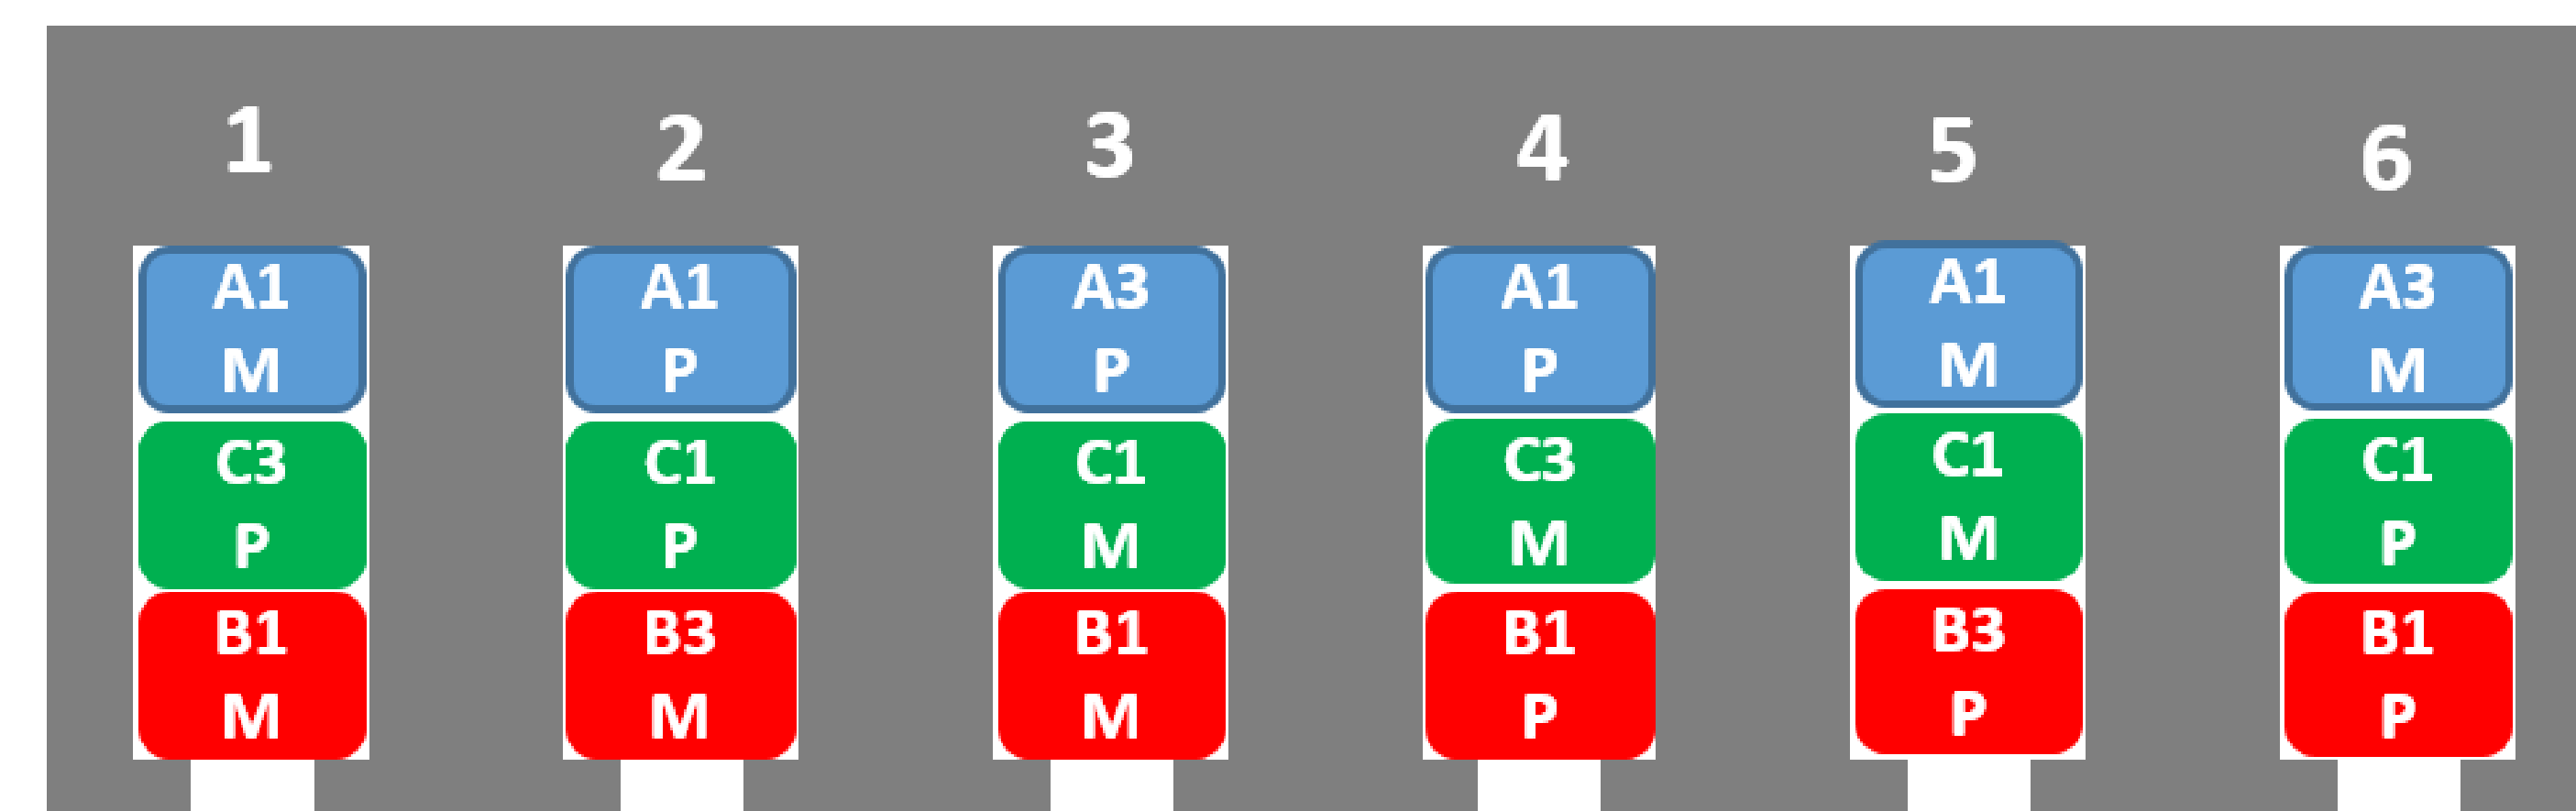 1 2 3 4 5 6
A1 A1 A3 A1 A1 A3
M P P P M M
C3 C1 C1 C3 C1 C1
P P M M M P
B1 B3 B1 B1 B3 B1
M M M P P P